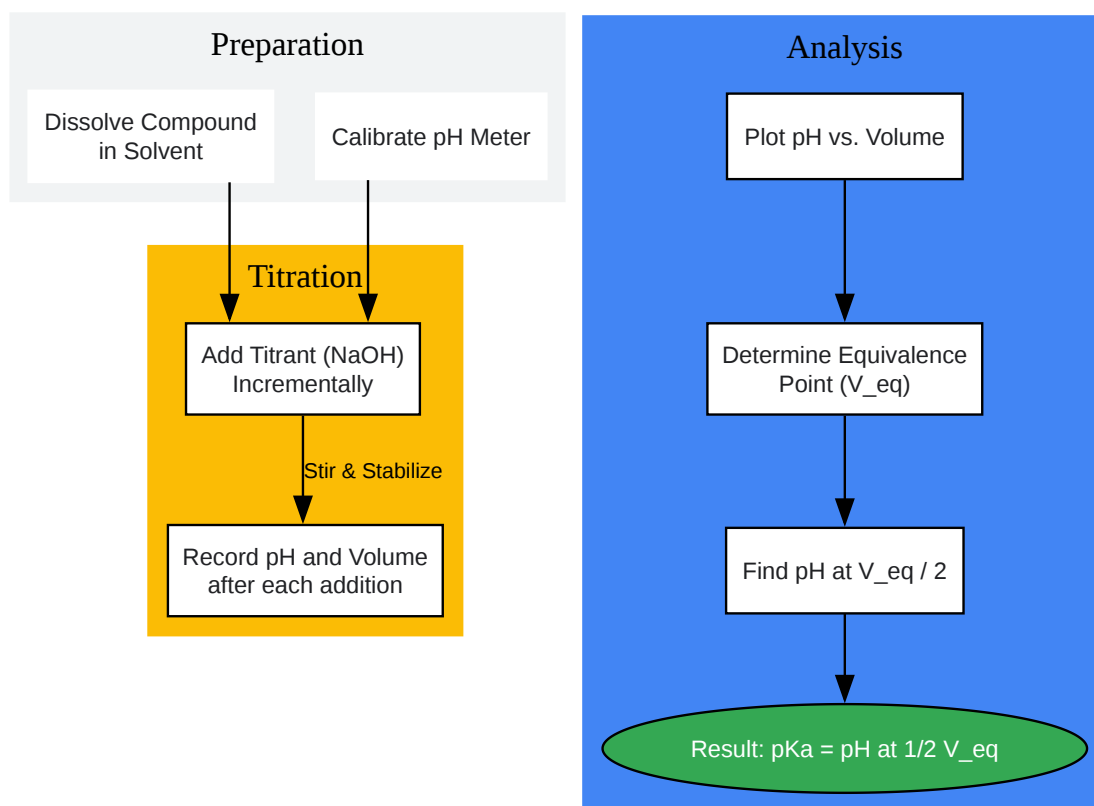 Preparation
Dissolve Compound
in Solvent
Calibrate pH Meter
Titration
Add Titrant (NaOH)
Incrementally
Stir & Stabilize
Record pH and Volume
after each addition
Analysis
Plot pH vs. Volume
Determine Equivalence
Point (V_eq)
Find pH at V_eq / 2
Result: pKa = pH at 1/2 V_eq